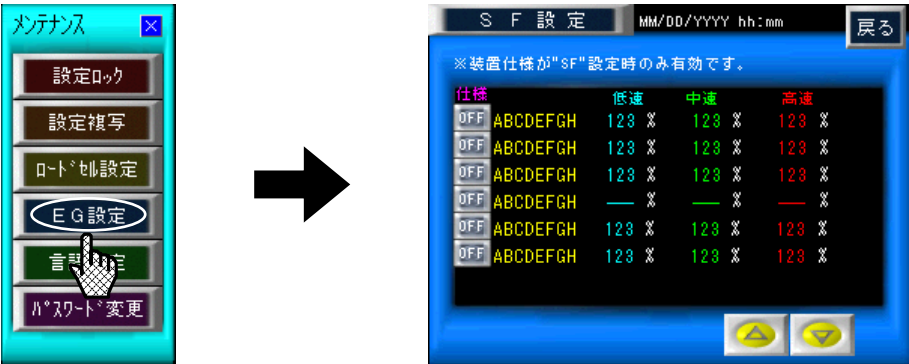 メンテナンス
設定ロック
設定複写
ロードセル設定
EG設定
パスワード変更
SF設定 MM/DD/YYYY hh:mm 戻る
※装置仕様が"SF"設定時のみ有効です。
仕様 低速 中速 高速
OFF ABCDEFGH 123 % 123 % 123 %
OFF ABCDEFGH 123 % 123 % 123 %
OFF ABCDEFGH 123 % 123 % 123 %
OFF ABCDEFGH ― % ― % ― %
OFF ABCDEFGH 123 % 123 % 123 %
OFF ABCDEFGH 123 % 123 % 123 %